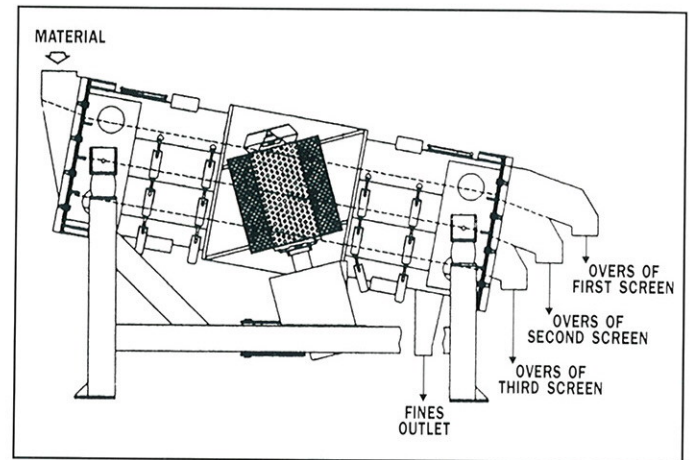 MATERIAL
OVERS OF
FIRST SCREEN
OVERS OF
SECOND SCREEN
OVERS OF
THIRD SCREEN
FINES
OUTLET